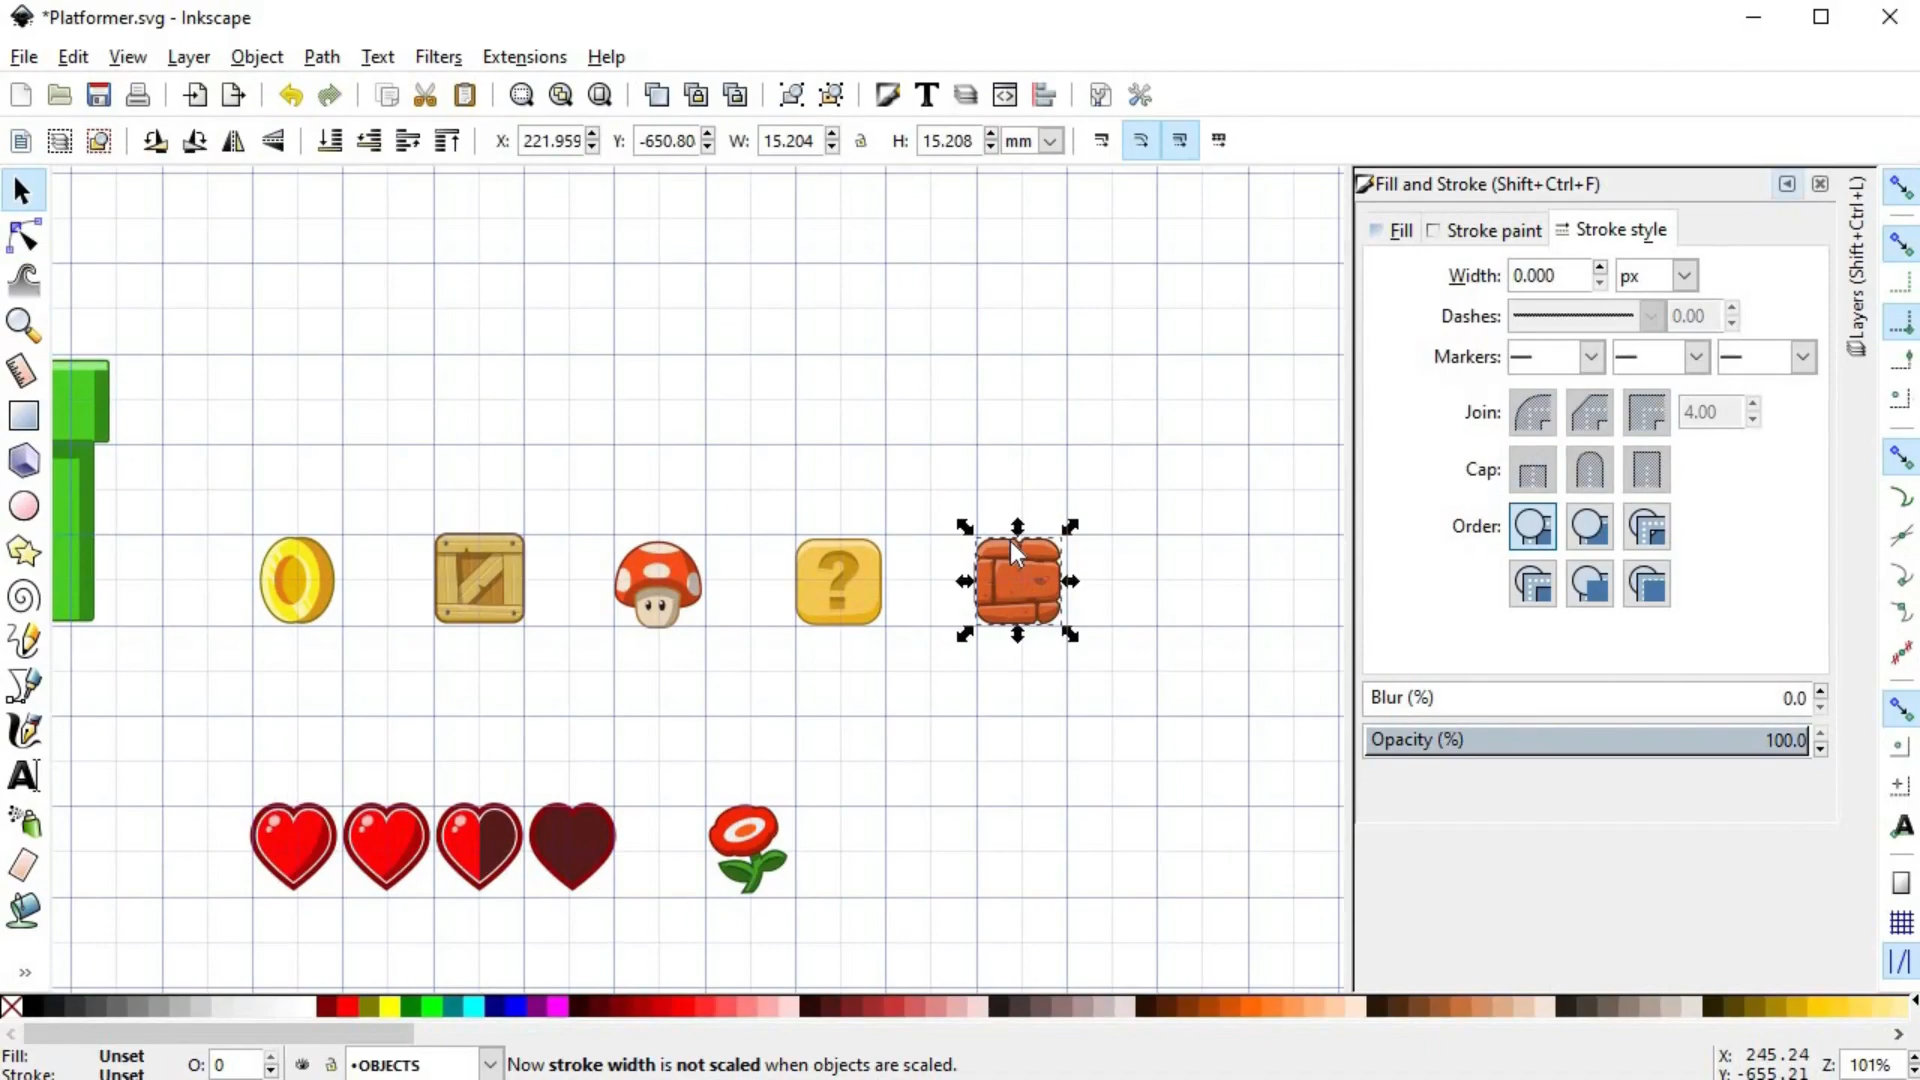 *Platformer.svg - Inkscape
File Edit View Layer Object Path Text Filters Extensions Help
X: 221.959 Y: -650.80 W: 15.204 H: 15.208 mm
Fill and Stroke (Shift+Ctrl+F)
Fill Stroke paint Stroke style
Width: 0.000 px
Dashes: 0.00
Markers:
Join: 4.00
Cap:
Order:
Blur (%) 0.0
Opacity (%) 100.0
Layers (Shift+Ctrl+L)
?
Fill: Unset
Stroke: Unset
O: 0 •OBJECTS Now stroke width is not scaled when objects are scaled.
X: 245.24
Y: -655.21
Z: 101%